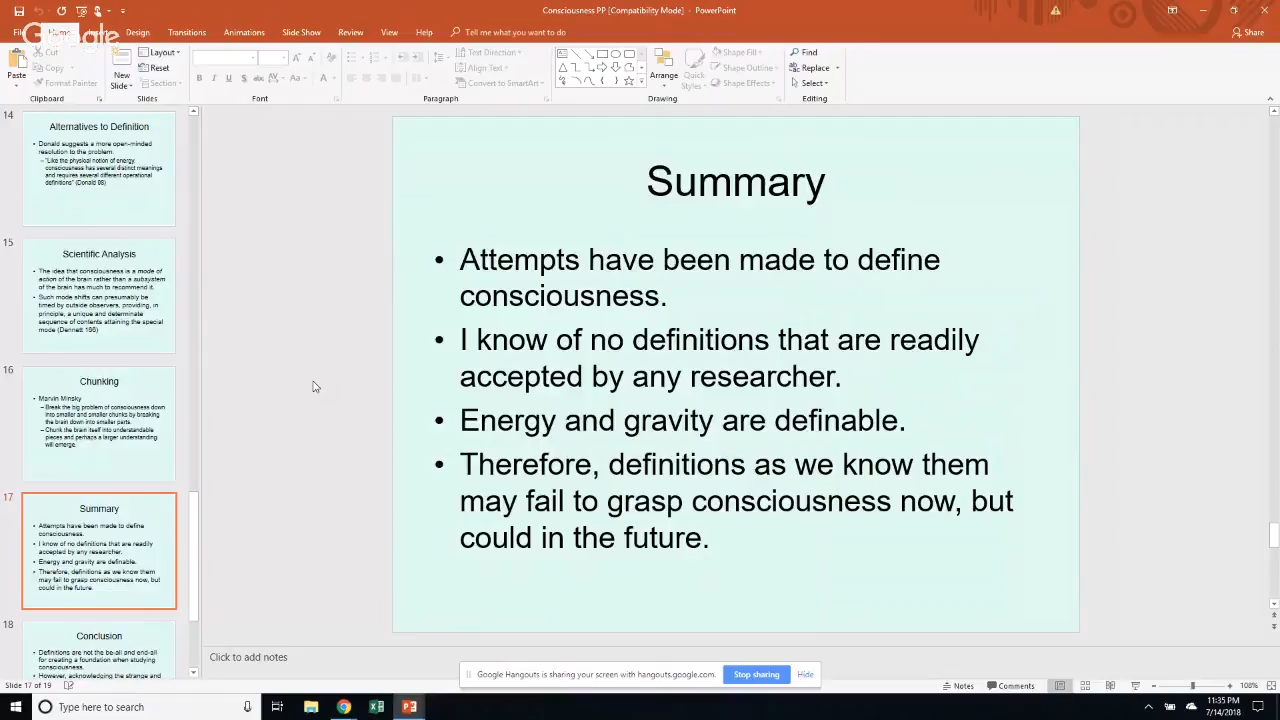 Consciousness PP [Compatibility Mode] - PowerPoint
Google
Design Transitions Animations Slide Show Review View Help Tell me what you want to do Share
Paste
Cut
Copy
Format Painter
Clipboard
New
Slide
Layout
Reset
Section
Slides
Font
Text Direction
Align Text
Convert to SmartArt
Paragraph
Arrange
Quick
Styles
Shape Fill
Shape Outline
Shape Effects
Drawing
Find
Replace
Select
Editing
14
Alternatives to Definition
• Donald suggests a more open-minded
resolution to the problem.
– "Like the physical notion of energy,
consciousness has several distinct meanings
and requires several different operational
definitions" (Donald 98)
15
Scientific Analysis
• The idea that consciousness is a mode of
action of the brain rather than a subsystem
of the brain has much to recommend it.
• Such mode shifts can presumably be
timed by outside observers, providing, in
principle, a unique and determinate
sequence of contents attaining the special
mode (Dennett 166)
16
Chunking
• Marvin Minsky
– Break the big problem of consciousness down
into smaller and smaller chunks by breaking
the brain down into smaller parts.
– Chunk the brain itself into understandable
pieces and perhaps a larger understanding
will emerge.
17
Summary
• Attempts have been made to define
consciousness.
• I know of no definitions that are readily
accepted by any researcher.
• Energy and gravity are definable.
• Therefore, definitions as we know them
may fail to grasp consciousness now, but
could in the future.
18
Conclusion
• Definitions are not the be-all and end-all
for creating a foundation when studying
consciousness.
• However, acknowledging the strange and
Summary
• Attempts have been made to define
consciousness.
• I know of no definitions that are readily
accepted by any researcher.
• Energy and gravity are definable.
• Therefore, definitions as we know them
may fail to grasp consciousness now, but
could in the future.
Click to add notes
Google Hangouts is sharing your screen with hangouts.google.com.
Stop sharing
Hide
Slide 17 of 19
Notes
Comments
108%
Type here to search
11:35 PM
7/14/2018